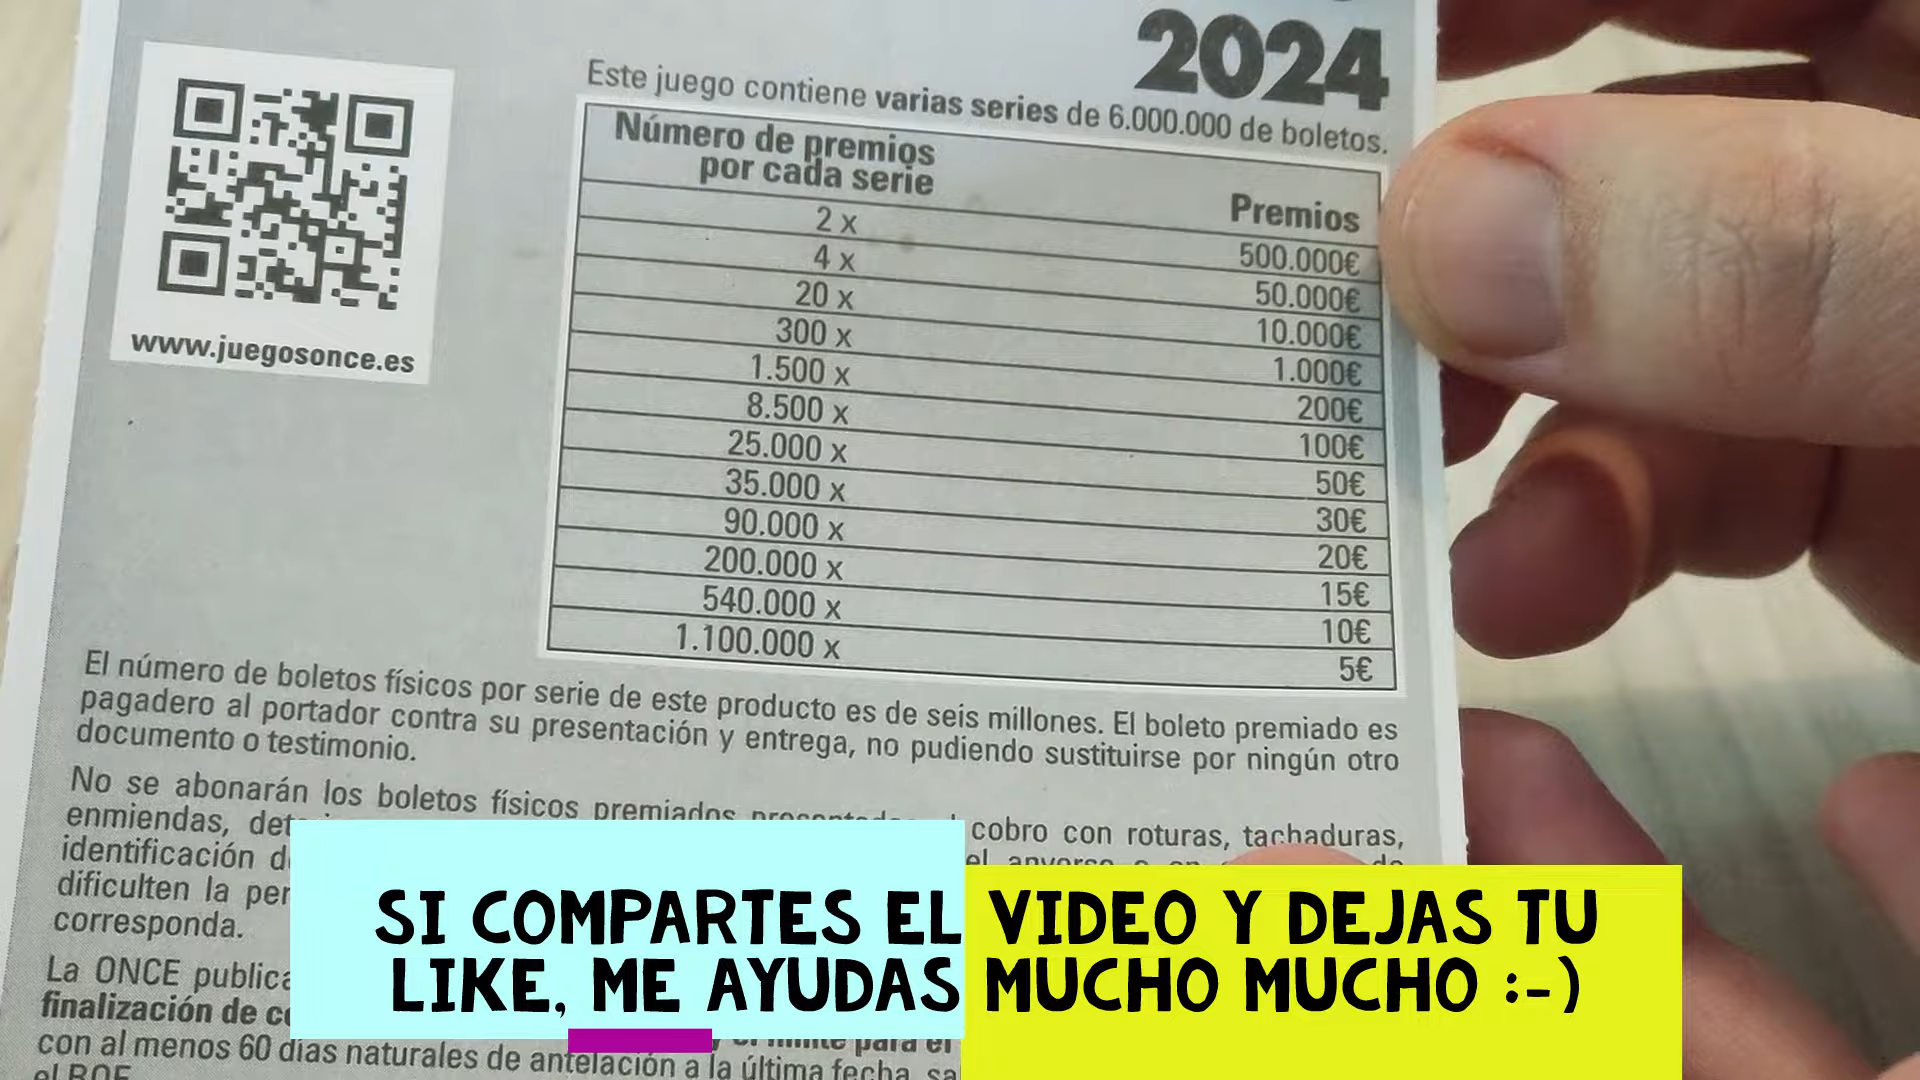 2024
Este juego contiene varias series de 6.000.000 de boletos.
Número de premios
por cada serie
Premios
2 x 500.000€
4 x 50.000€
20 x 10.000€
300 x 1.000€
1.500 x 200€
8.500 x 100€
25.000 x 50€
35.000 x 30€
90.000 x 20€
200.000 x 15€
540.000 x 10€
1.100.000 x 5€
www.juegosonce.es
El número de boletos físicos por serie de este producto es de seis millones. El boleto premiado es
pagadero al portador contra su presentación y entrega, no pudiendo sustituirse por ningún otro
documento o testimonio.
No se abonarán los boletos físicos premiados cobro con roturas, tachaduras,
enmiendas,
identificación
dificulten la
corresponda.
La ONCE publica
finalización de
con al menos 60 días naturales de antelación a la última fecha,
SI COMPARTES EL VIDEO Y DEJAS TU
LIKE, ME AYUDAS MUCHO MUCHO :-)